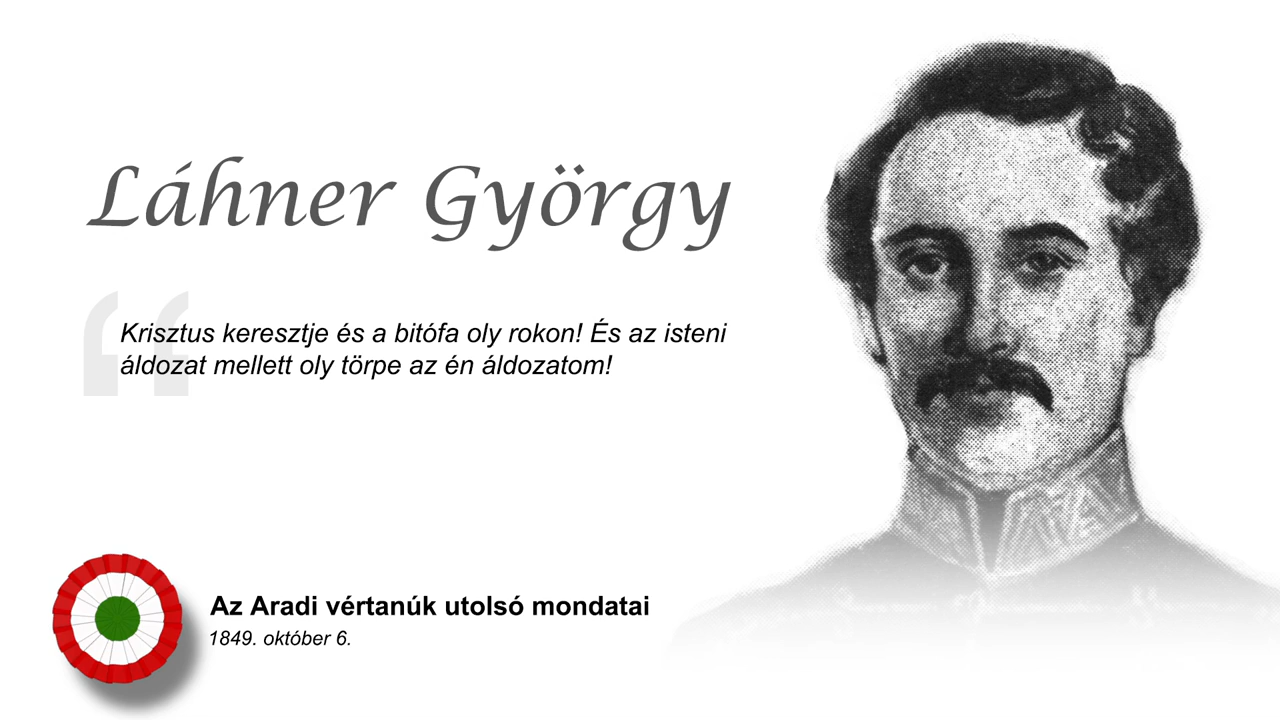 Láhner György
“
Krisztus keresztje és a bitófa oly rokon! És az isteni
áldozat mellett oly törpe az én áldozatom!
Az Aradi vértanúk utolsó mondatai
1849. október 6.